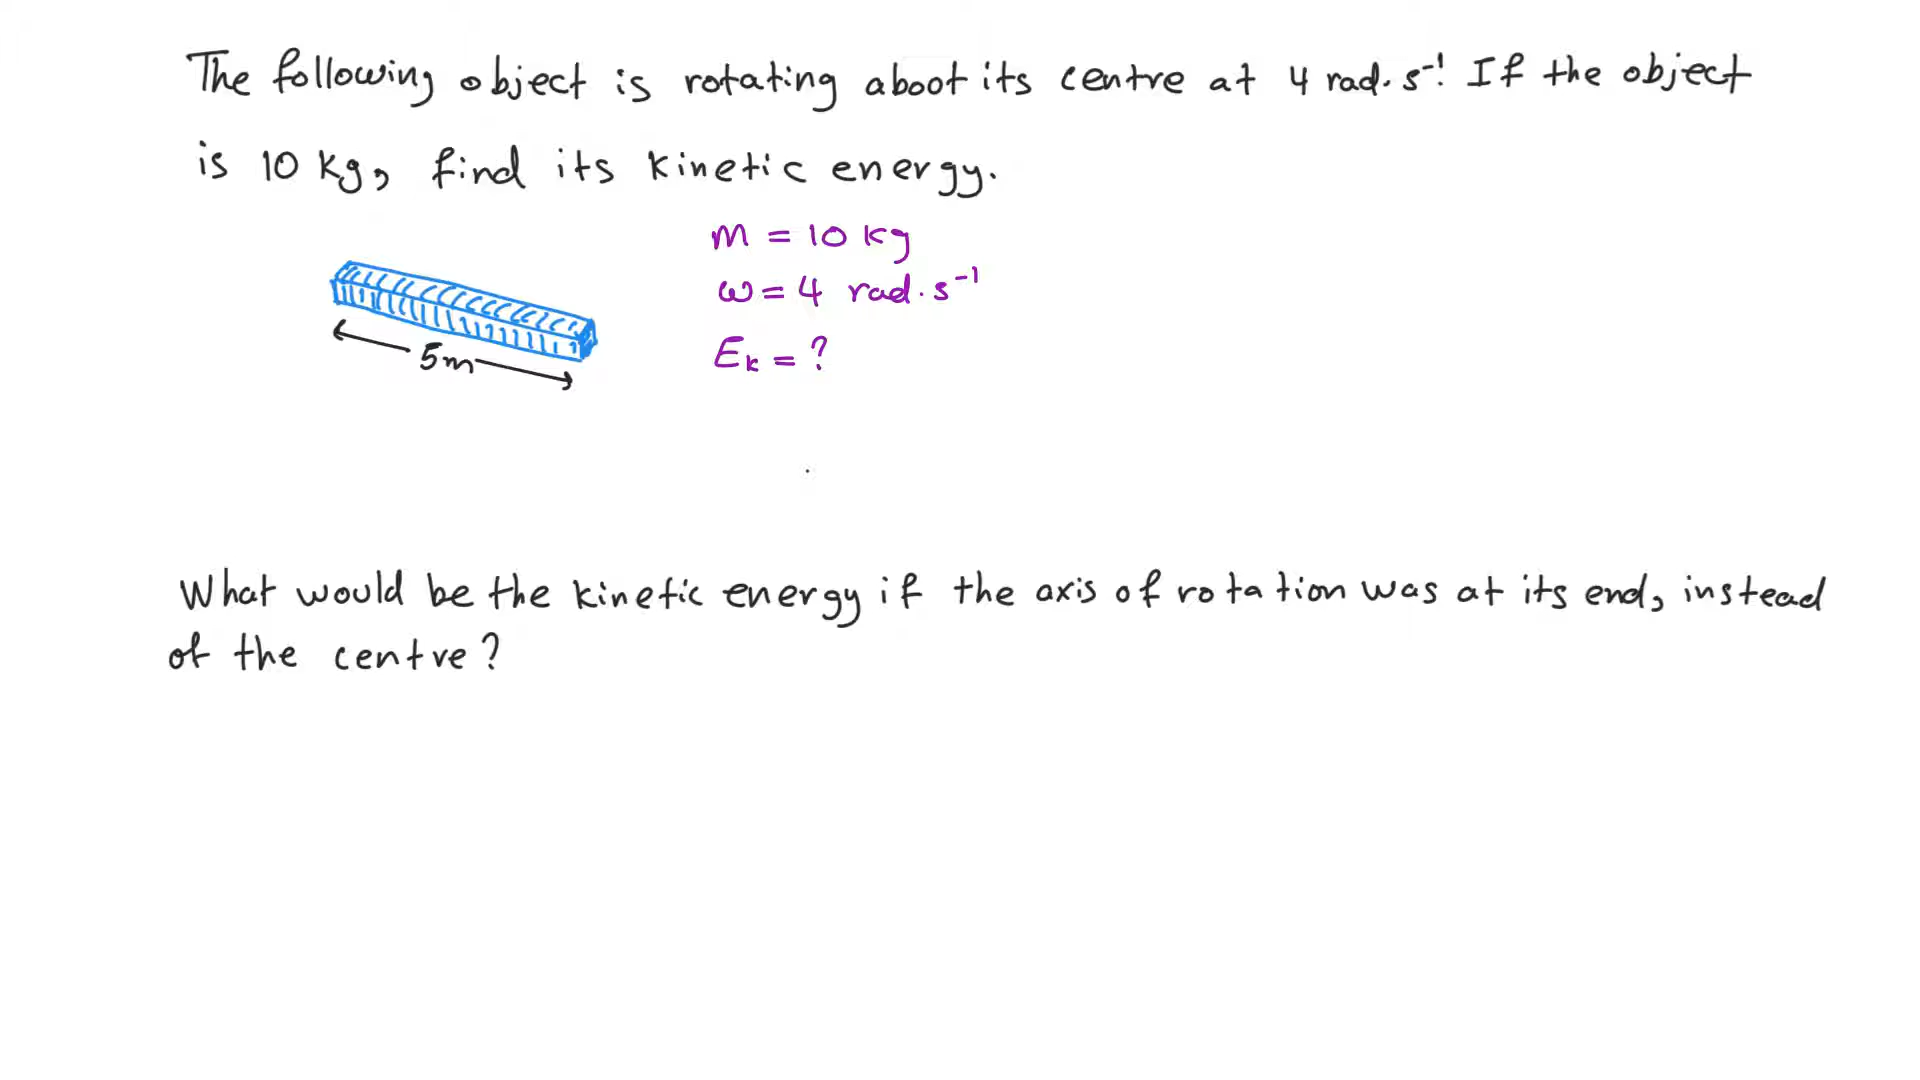 The following object is rotating aboot its centre at 4 rad.s⁻¹. If the object
is 10 kg, find its kinetic energy.
m = 10 kg
ω = 4 rad.s⁻¹
Eₖ = ?
5m
What would be the kinetic energy if the axis of rotation was at its end, instead
of the centre?